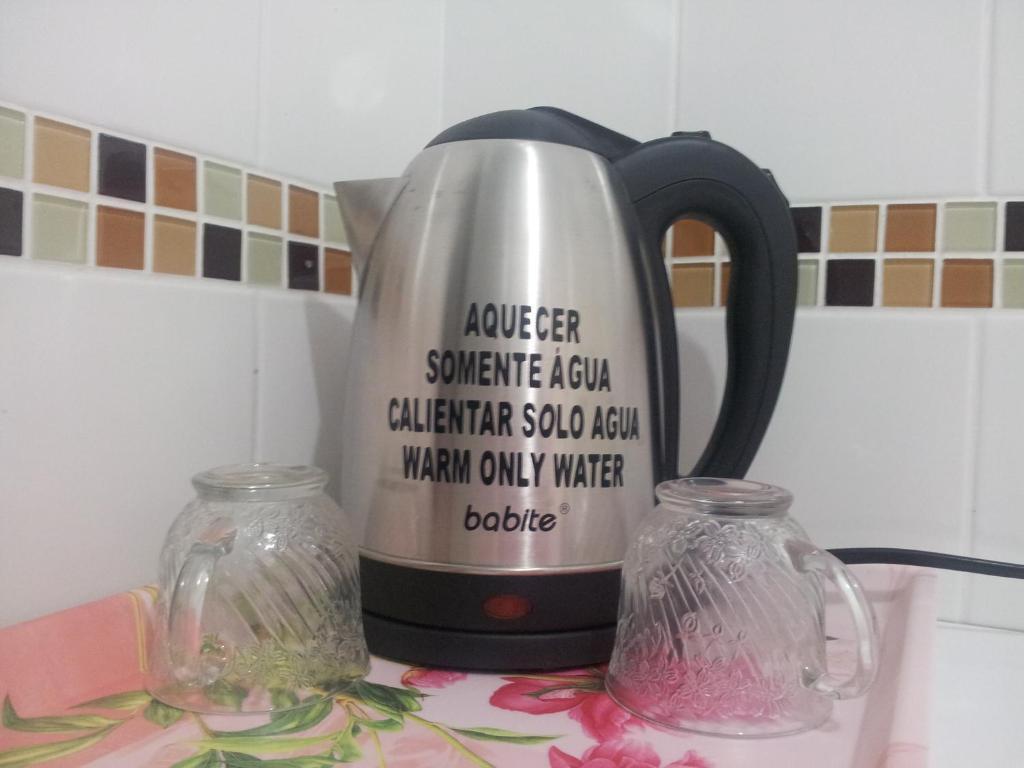 AQUECER
SOMENTE ÁGUA
CALIENTAR SOLO AGUA
WARM ONLY WATER
babite®